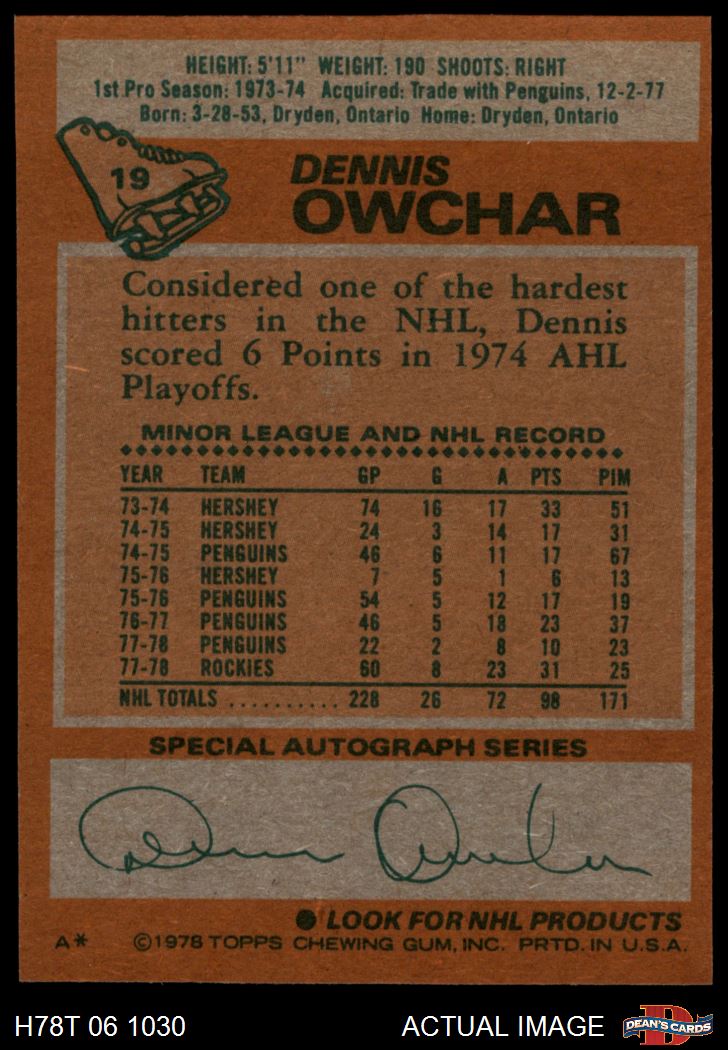 HEIGHT: 5'11" WEIGHT: 190 SHOOTS: RIGHT
1st Pro Season: 1973-74 Acquired: Trade with Penguins, 12-2-77
Born: 3-28-53, Dryden, Ontario Home: Dryden, Ontario
19
DENNIS
OWCHAR
Considered one of the hardest
hitters in the NHL, Dennis
scored 6 Points in 1974 AHL
Playoffs.
MINOR LEAGUE AND NHL RECORD
YEAR TEAM GP G A PTS PIM
73-74 HERSHEY 74 16 17 33 51
74-75 HERSHEY 24 3 14 17 31
74-75 PENGUINS 46 6 11 17 67
75-76 HERSHEY 7 5 1 6 13
75-76 PENGUINS 54 5 12 17 19
76-77 PENGUINS 46 5 18 23 37
77-78 PENGUINS 22 2 8 10 23
77-78 ROCKIES 60 8 23 31 25
NHL TOTALS .......... 228 26 72 98 171
SPECIAL AUTOGRAPH SERIES
Dennis Owchar
● LOOK FOR NHL PRODUCTS
A* ©1978 TOPPS CHEWING GUM, INC. PRTD. IN U.S.A.
H78T 06 1030 ACTUAL IMAGE DEAN'S CARDS